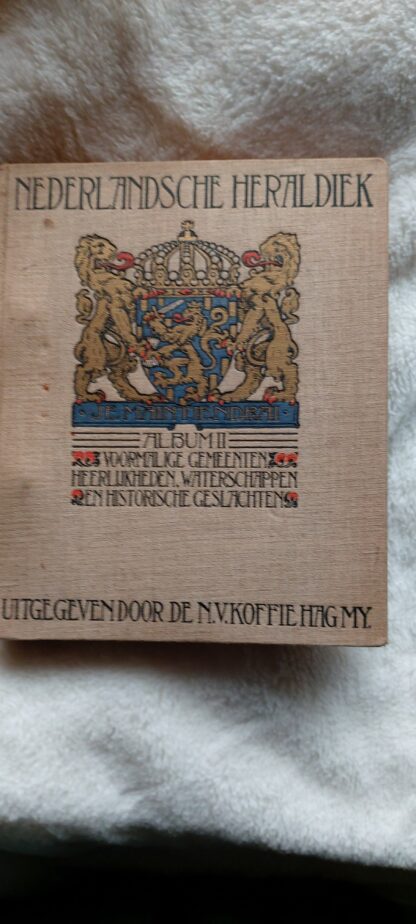 NEDERLANDSCHE HERALDIEK
·JE MAINTIENDRAI·
ALBUM II
VOORMALIGE GEMEENTEN
HEERLIJKHEDEN, WATERSCHAPPEN
EN HISTORISCHE GESLACHTEN
UITGEGEVEN DOOR DE N.V. KOFFIE HAG MY.